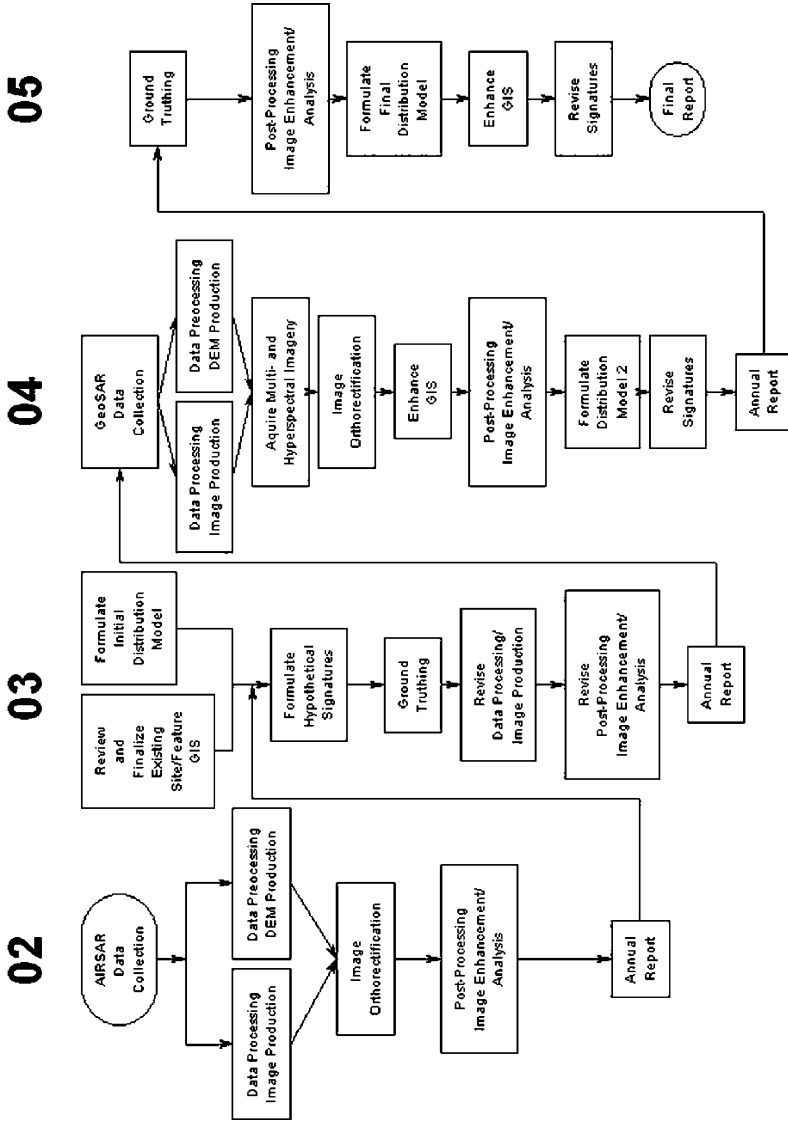 02
AIRSAR
Data
Collection
Data Processing
Image Production
Data Preocessing
DEM Production
Image
Orthorectification
Post-Processing
Image Enhancement/
Analysis
Annual
Report
03
Review
and
Finalize
Existing
Site/Feature
GIS
Formulate
Initial
Distribution
Model
Formulate
Hypothetical
Signatures
Ground
Truthing
Revise
Data Processing/
Image Production
Revise
Post-Processing
Image Enhancement/
Analysis
Annual
Report
04
GeoSAR
Data
Collection
Data Processing
Image Production
Data Preocessing
DEM Production
Aquire Multi- and
Hyperspectral Imagery
Image
Orthorectification
Enhance
GIS
Post-Processing
Image Enhancement/
Analysis
Formulate
Distribution
Model 2
Revise
Signatures
Annual
Report
05
Ground
Truthing
Post-Processing
Image Enhancement/
Analysis
Formulate
Final
Distribution
Model
Enhance
GIS
Revise
Signatures
Final
Report